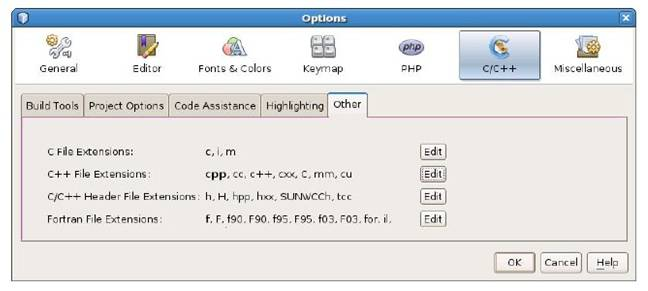 Options
General Editor Fonts & Colors Keymap PHP C/C++ Miscellaneous
php
Build Tools Project Options Code Assistance Highlighting Other
C File Extensions: c, i, m Edit
C++ File Extensions: cpp, cc, c++, cxx, C, mm, cu Edit
C/C++ Header File Extensions: h, H, hpp, hxx, SUNWCCh, tcc Edit
Fortran File Extensions: f, F, f90, F90, f95, F95, f03, F03, for, il, Edit
OK Cancel Help